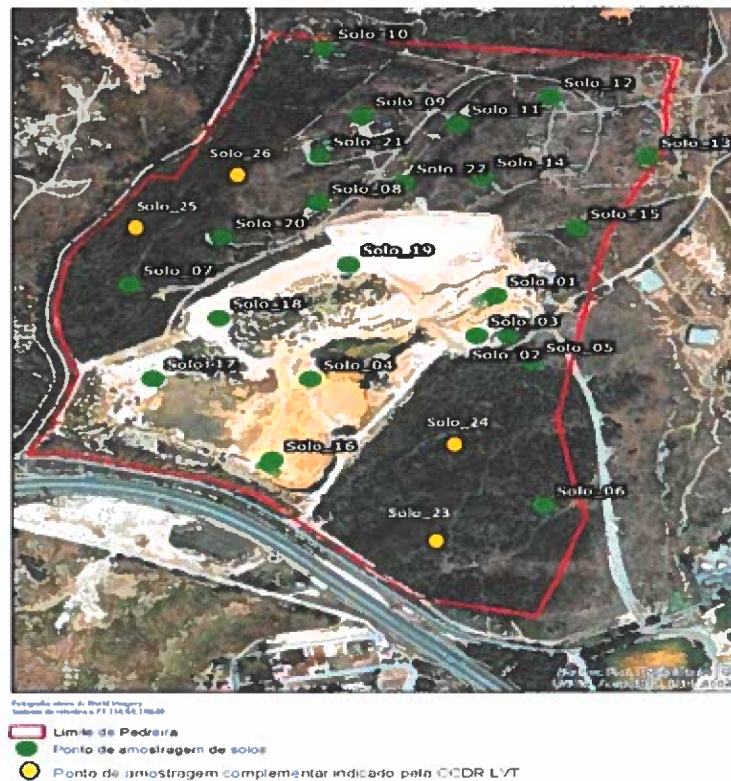 Solo_10
Solo_12
Solo_09
Solo_11
Solo_21
Solo_13
Solo_26
Solo_22
Solo_14
Solo_08
Solo_25
Solo_20
Solo_15
Solo_19
Solo_07
Solo_01
Solo_18
Solo_03
Solo_02
Solo_05
Solo_17
Solo_04
Solo_24
Solo_16
Solo_06
Solo_23
Limite de Pedreira
Ponto de amostragem de solos
Ponto de amostragem complementar indicado pela CCDR LVT